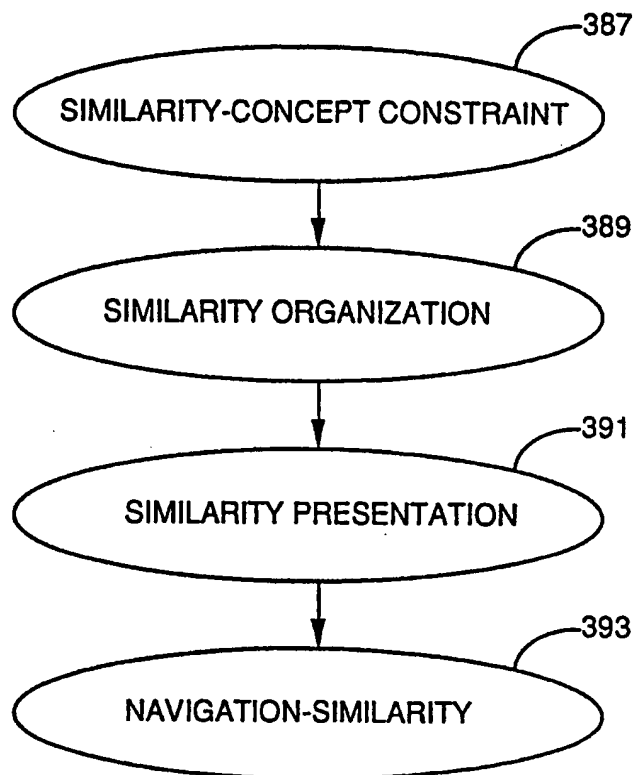 387
SIMILARITY-CONCEPT CONSTRAINT
389
SIMILARITY ORGANIZATION
391
SIMILARITY PRESENTATION
393
NAVIGATION-SIMILARITY